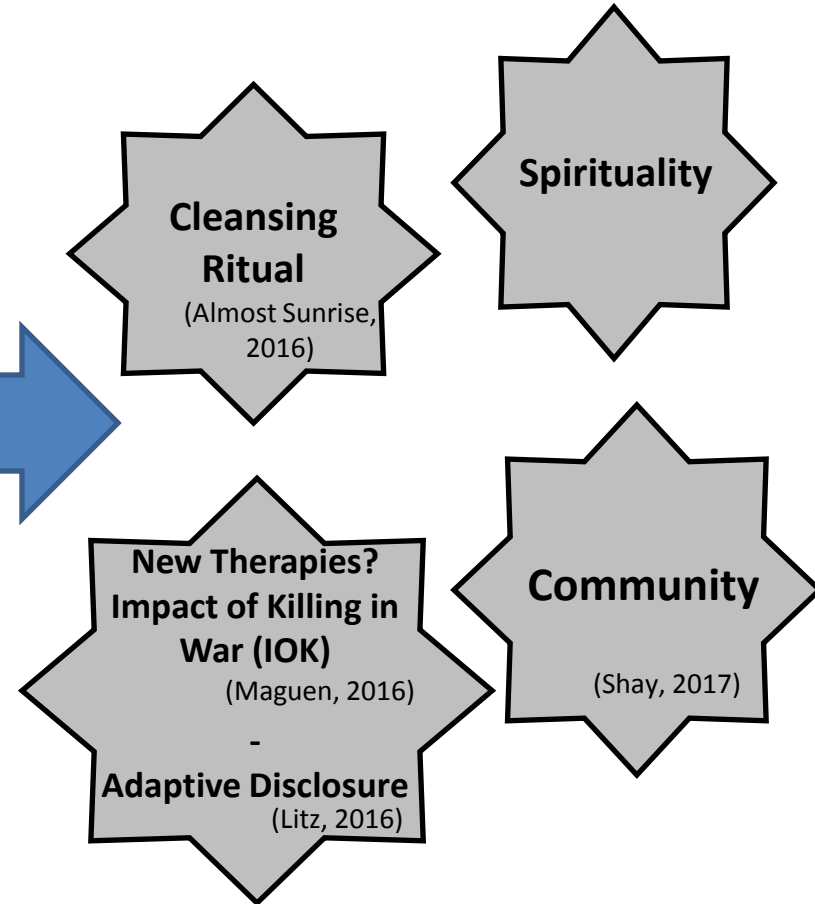 Cleansing
Ritual
(Almost Sunrise,
2016)
Spirituality
New Therapies?
Impact of Killing in
War (IOK)
(Maguen, 2016)
-
Adaptive Disclosure
(Litz, 2016)
Community
(Shay, 2017)